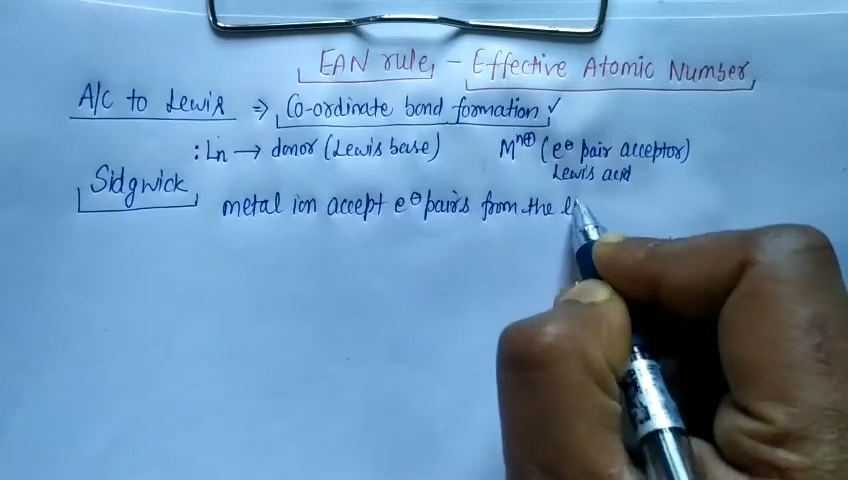 EAN rule, - Effective Atomic Number,
A/C to Lewis ⇒ Co-ordinate bond formation ✓
:Ln → donor (Lewis base) Mⁿ⊕ (e⊖ pair acceptor)
Lewis acid
Sidgwick
metal ion accept e⊖ pairs from the l